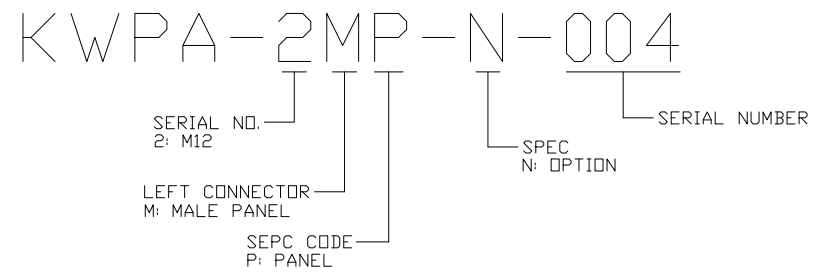 KWPA-2MP-N-004
SERIAL NO.
2: M12
SERIAL NUMBER
SPEC
N: OPTION
LEFT CONNECTOR
M: MALE PANEL
SEPC CODE
P: PANEL